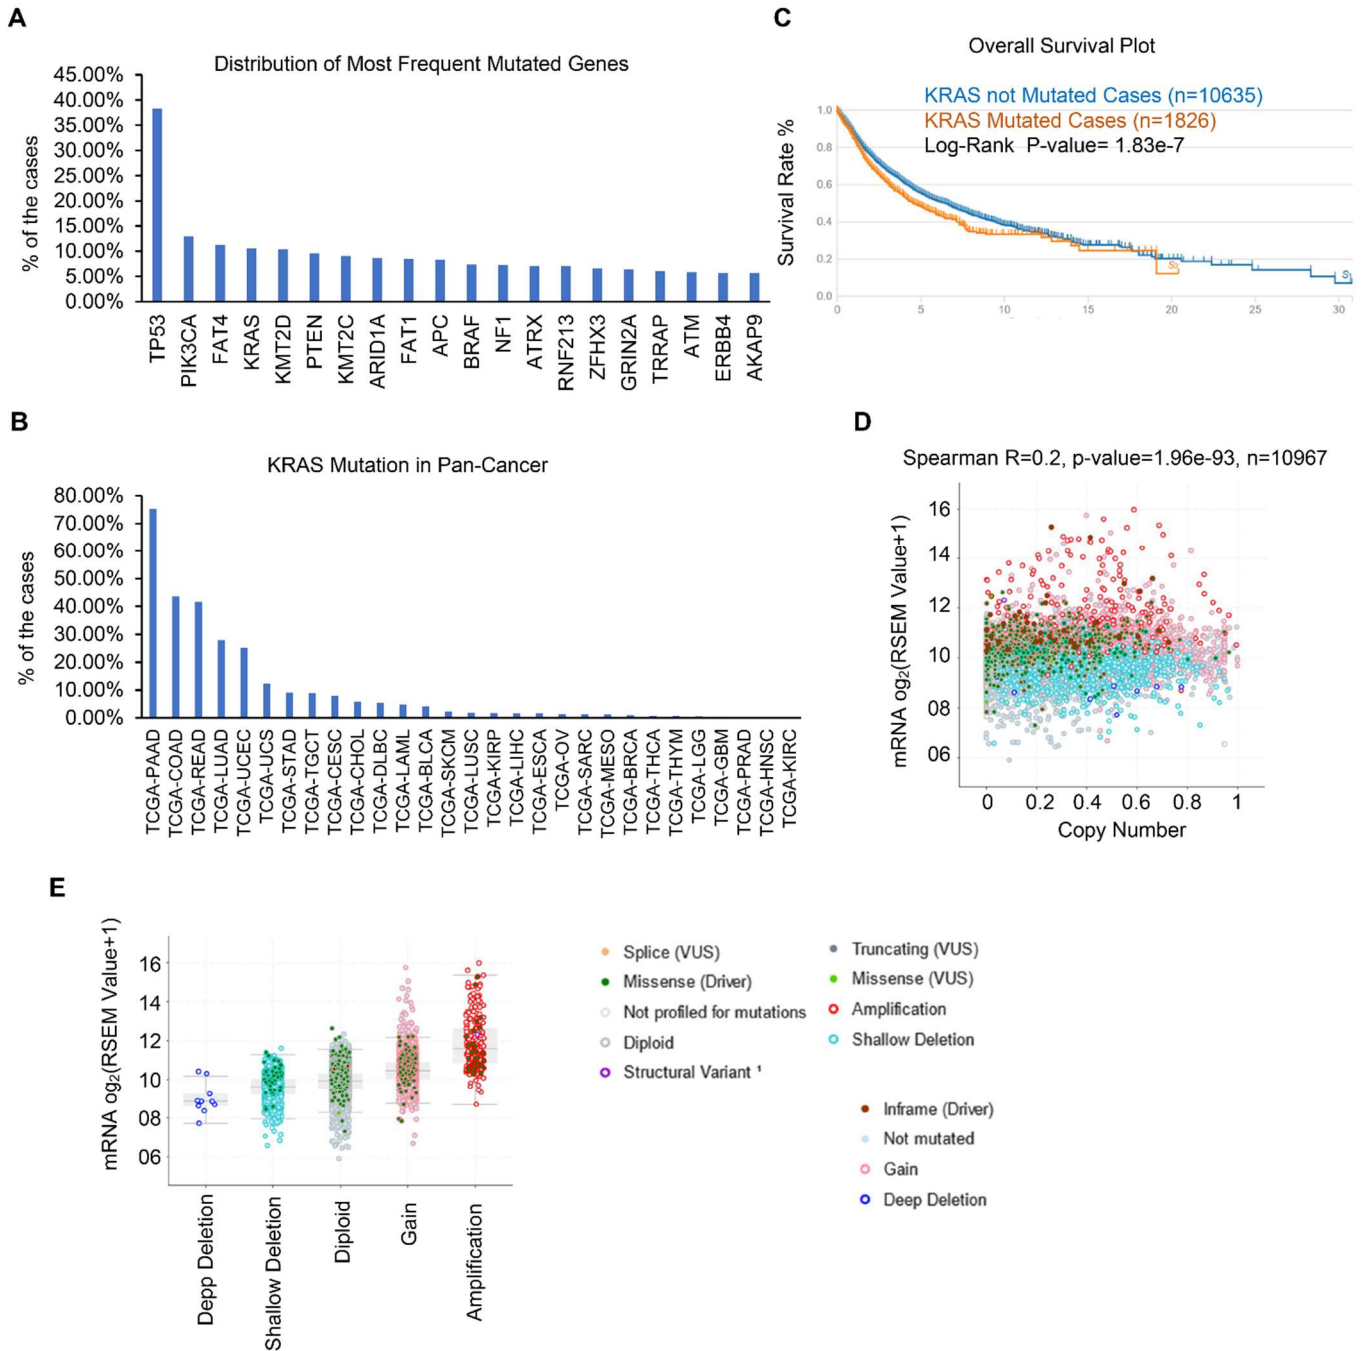 A
Distribution of Most Frequent Mutated Genes
% of the cases
45.00%
40.00%
35.00%
30.00%
25.00%
20.00%
15.00%
10.00%
5.00%
0.00%
TP53
PIK3CA
FAT4
KRAS
KMT2D
PTEN
KMT2C
ARID1A
FAT1
APC
BRAF
NF1
ATRX
RNF213
ZFHX3
GRIN2A
TRRAP
ATM
ERBB4
AKAP9
C
Overall Survival Plot
KRAS not Mutated Cases (n=10635)
KRAS Mutated Cases (n=1826)
Log-Rank P-value= 1.83e-7
Survival Rate %
1.0
0.8
0.6
0.4
0.2
0.0
0
5
10
15
20
25
30
S₂
S₁
B
KRAS Mutation in Pan-Cancer
% of the cases
80.00%
70.00%
60.00%
50.00%
40.00%
30.00%
20.00%
10.00%
0.00%
TCGA-PAAD
TCGA-COAD
TCGA-READ
TCGA-LUAD
TCGA-UCEC
TCGA-UCS
TCGA-STAD
TCGA-TGCT
TCGA-CESC
TCGA-CHOL
TCGA-DLBC
TCGA-LAML
TCGA-BLCA
TCGA-SKCM
TCGA-LUSC
TCGA-KIRP
TCGA-LIHC
TCGA-ESCA
TCGA-OV
TCGA-SARC
TCGA-MESO
TCGA-BRCA
TCGA-THCA
TCGA-THYM
TCGA-LGG
TCGA-GBM
TCGA-PRAD
TCGA-HNSC
TCGA-KIRC
D
Spearman R=0.2, p-value=1.96e-93, n=10967
mRNA og₂(RSEM Value+1)
16
14
12
10
08
06
0
0.2
0.4
0.6
0.8
1
Copy Number
E
mRNA og₂(RSEM Value+1)
16
14
12
10
08
06
Depp Deletion
Shallow Deletion
Diploid
Gain
Amplification
Splice (VUS)
Missense (Driver)
Not profiled for mutations
Diploid
Structural Variant ¹
Truncating (VUS)
Missense (VUS)
Amplification
Shallow Deletion
Inframe (Driver)
Not mutated
Gain
Deep Deletion